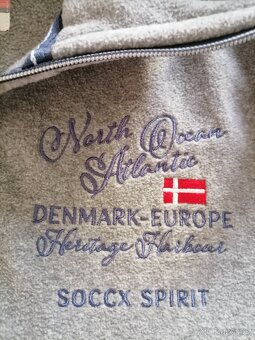 North Ocean
Atlantic
DENMARK-EUROPE
Heritage Harbour
SOCCX SPIRIT